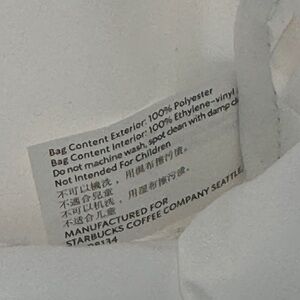 Bag Content Exterior: 100% Polyester
Bag Content Interior: 100% Ethylene-vinyl
Do not machine wash. spot clean with damp
Not Intended For Children
不可以機洗，用濕布擦污漬。
不適合兒童
不可以机洗，用湿布擦污渍。
不适合儿童
MANUFACTURED FOR
STARBUCKS COFFEE COMPANY SEATTLE,
98134